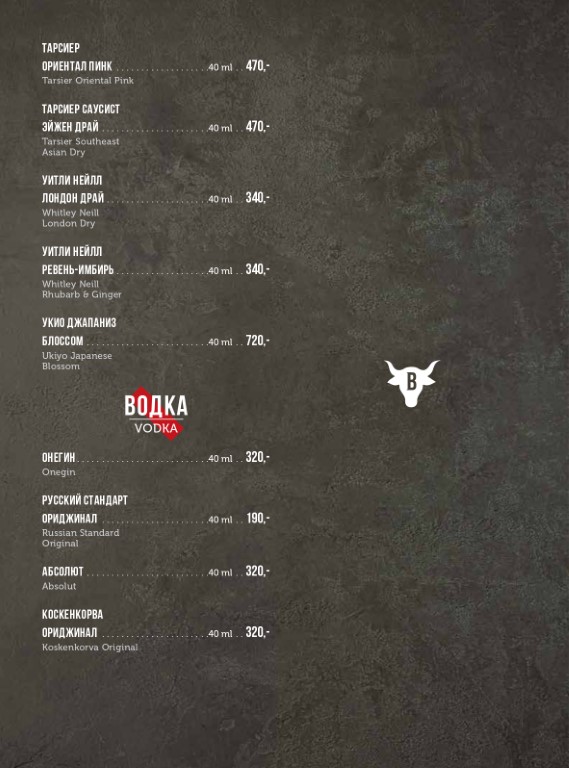 ТАРСИЕР
ОРИЕНТАЛ ПИНК 40 ml 470,-
Tarsier Oriental Pink
ТАРСИЕР САУСИСТ
ЭЙЖЕН ДРАЙ 40 ml 470,-
Tarsier Southeast
Asian Dry
УИТЛИ НЕЙЛЛ
ЛОНДОН ДРАЙ 40 ml 340,-
Whitley Neill
London Dry
УИТЛИ НЕЙЛЛ
РЕВЕНЬ-ИМБИРЬ 40 ml 340,-
Whitley Neill
Rhubarb & Ginger
УКИО ДЖАПАНИЗ
БЛОССОМ 40 ml 720,-
Ukiyo Japanese
Blossom
B
ВОДКА
VODKA
ОНЕГИН 40 ml 320,-
Onegin
РУССКИЙ СТАНДАРТ
ОРИДЖИНАЛ 40 ml 190,-
Russian Standard
Original
АБСОЛЮТ 40 ml 320,-
Absolut
КОСКЕНКОРВА
ОРИДЖИНАЛ 40 ml 320,-
Koskenkorva Original